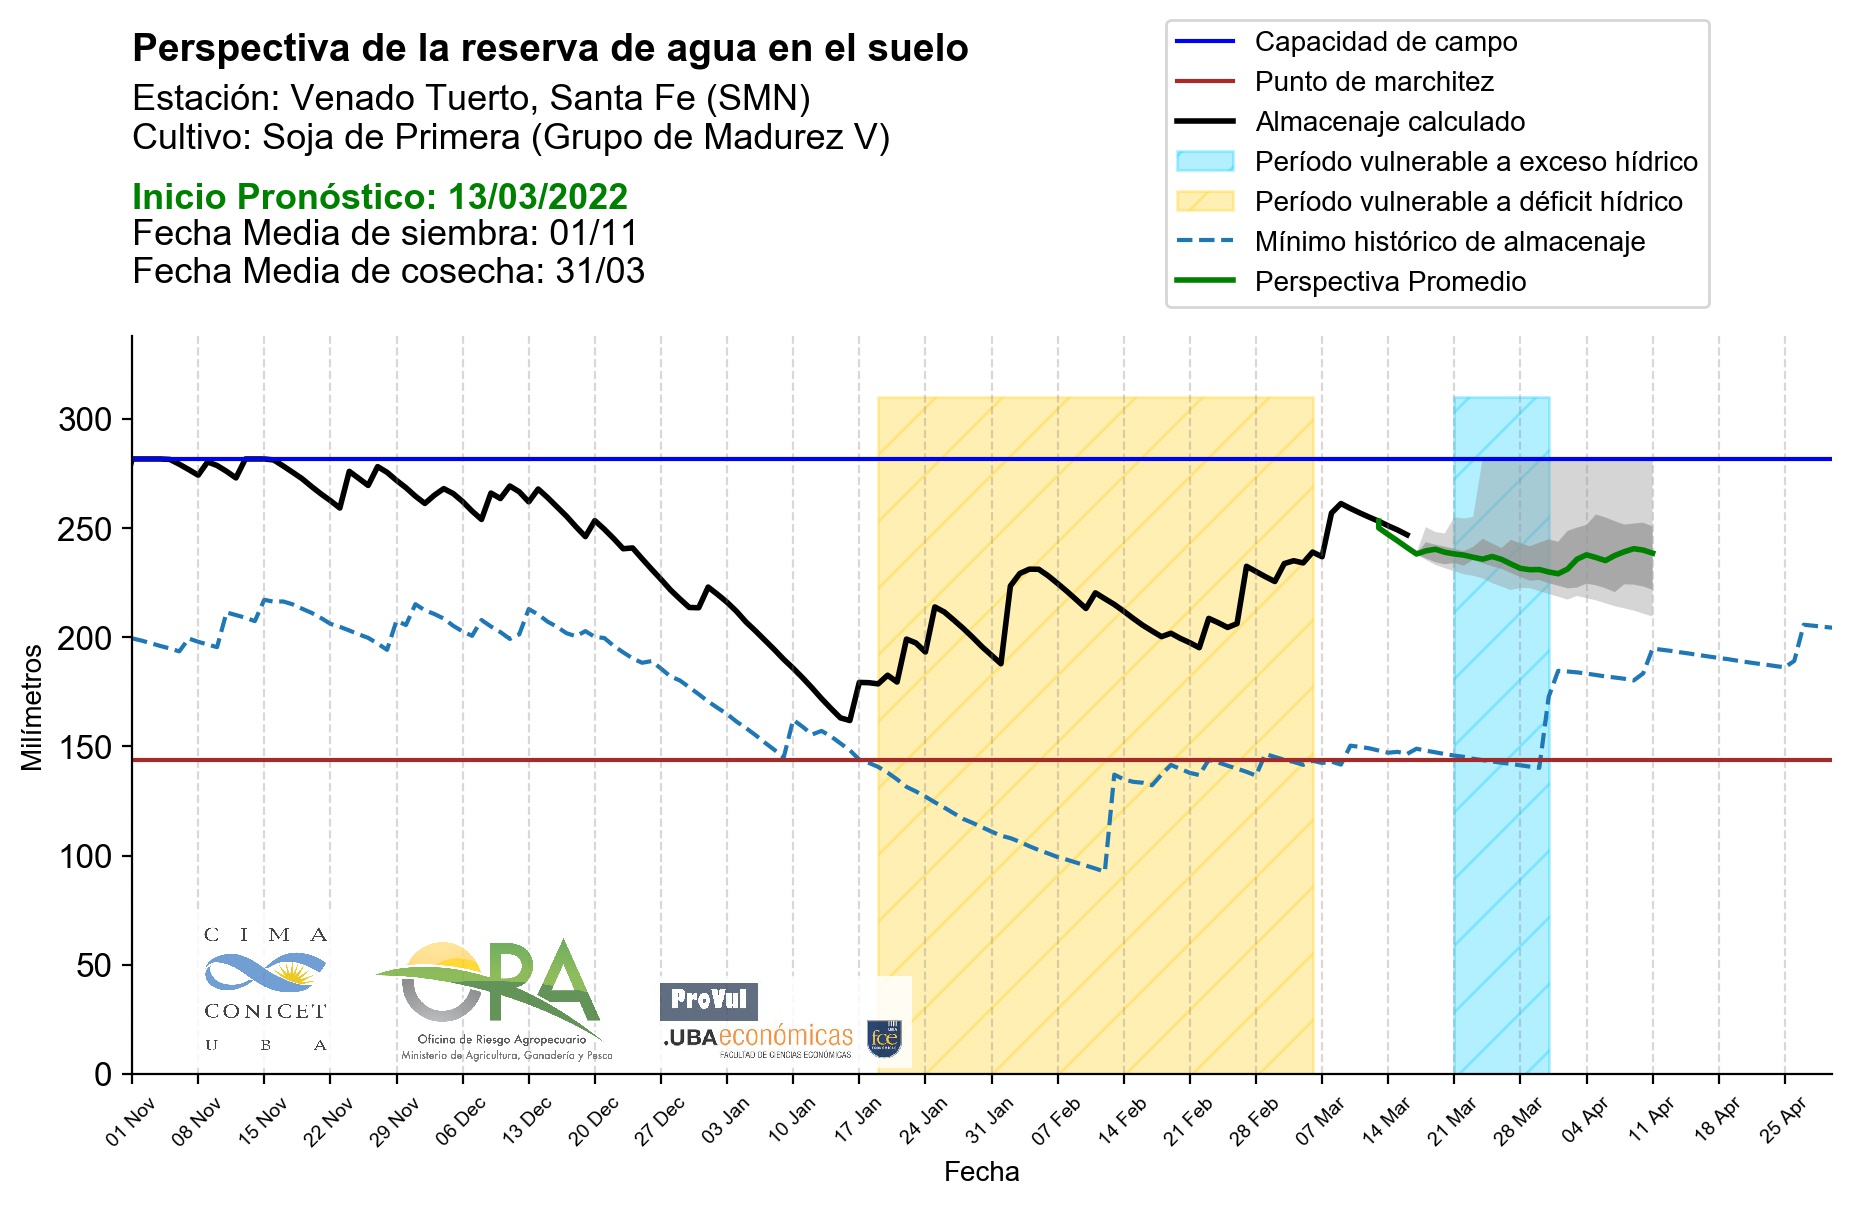 Perspectiva de la reserva de agua en el suelo
Estación: Venado Tuerto, Santa Fe (SMN)
Cultivo: Soja de Primera (Grupo de Madurez V)
Inicio Pronóstico: 13/03/2022
Fecha Media de siembra: 01/11
Fecha Media de cosecha: 31/03
Capacidad de campo
Punto de marchitez
Almacenaje calculado
Período vulnerable a exceso hídrico
Período vulnerable a déficit hídrico
Mínimo histórico de almacenaje
Perspectiva Promedio
Milímetros
300
250
200
150
100
50
0
CIMA
CONICET
UBA
ORA
Oficina de Riesgo Agropecuario
Ministerio de Agricultura, Ganadería y Pesca
ProVul
.UBAeconómicas
FACULTAD DE CIENCIAS ECONÓMICAS
UBA
fce
ECONÓMICAS
01 Nov
08 Nov
15 Nov
22 Nov
29 Nov
06 Dec
13 Dec
20 Dec
27 Dec
03 Jan
10 Jan
17 Jan
24 Jan
31 Jan
07 Feb
14 Feb
21 Feb
28 Feb
07 Mar
14 Mar
21 Mar
28 Mar
04 Apr
11 Apr
18 Apr
25 Apr
Fecha